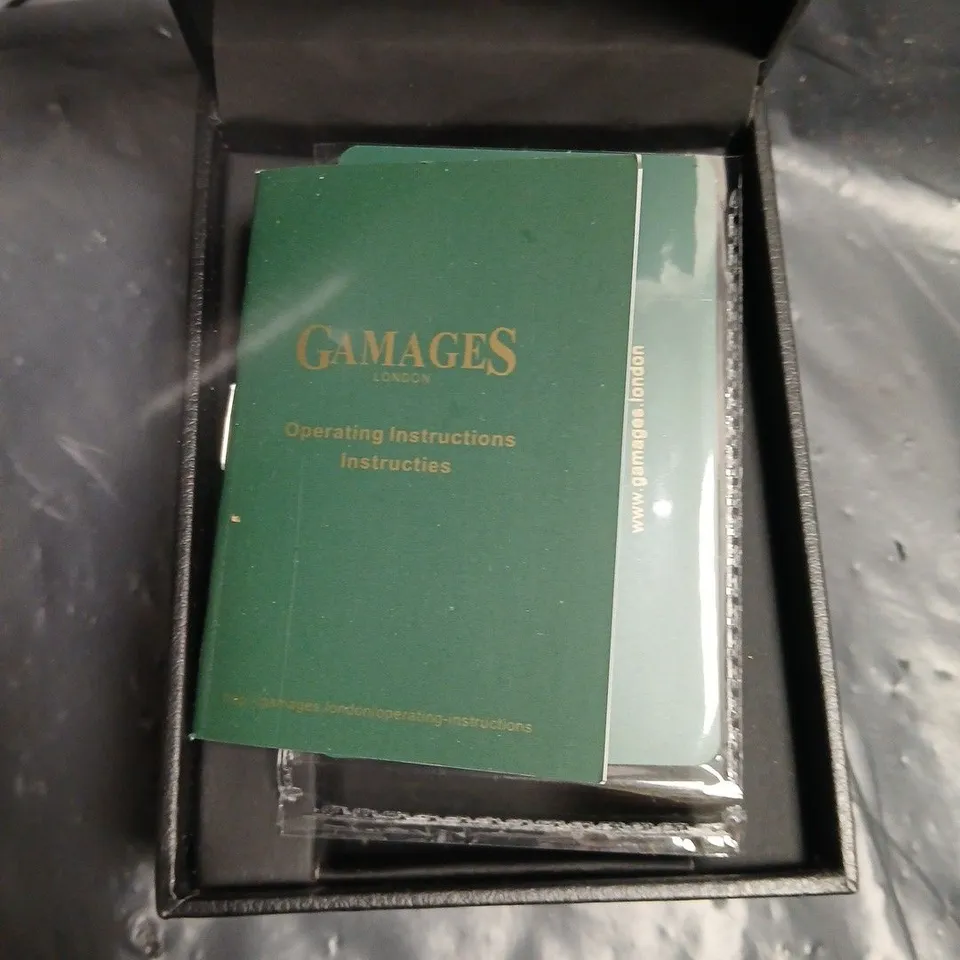 GAMAGES
LONDON
Operating Instructions
Instructies
gamages.london/operating-instructions
www.gamages.london